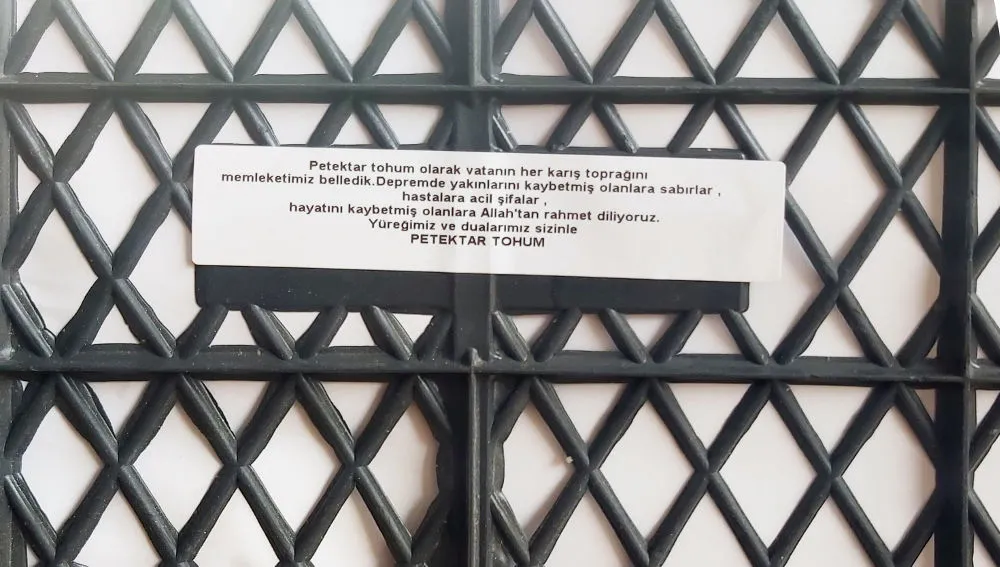 Petektar tohum olarak vatanın her karış toprağını
memleketimiz belledik.Depremde yakınlarını kaybetmiş olanlara sabırlar ,
hastalara acil şifalar ,
hayatını kaybetmiş olanlara Allah'tan rahmet diliyoruz.
Yüreğimiz ve dualarımız sizinle
PETEKTAR TOHUM